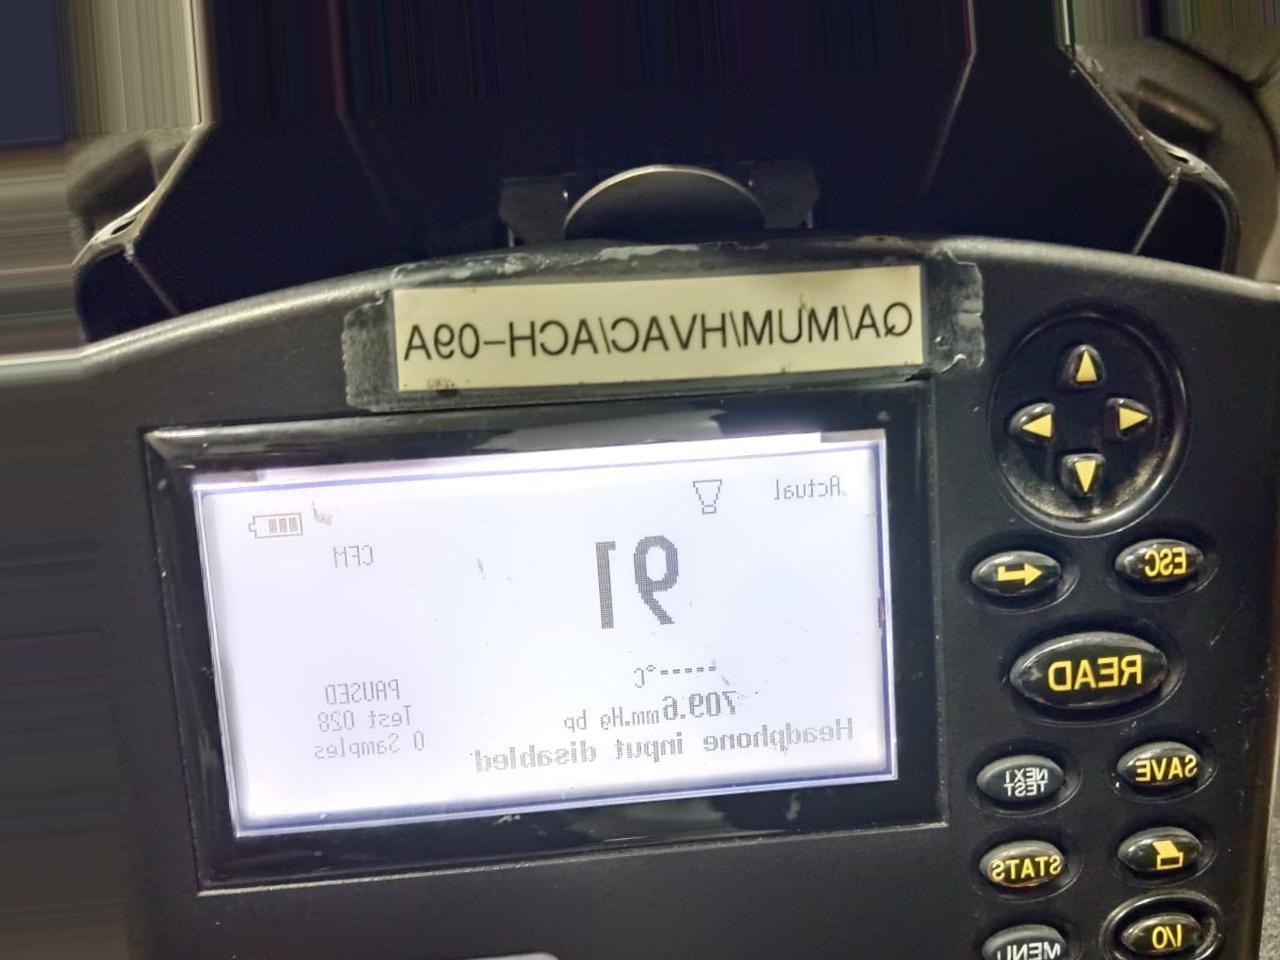 QA/MUM/HVAC/ACH-09A
Actual
91
CFM
-----°C
709.6mm.Hg bp
Headphone input disabled
PAUSED
Test 028
0 Samples
ESC
READ
SAVE
NEXT
TEST
STATS
I/O
MENU